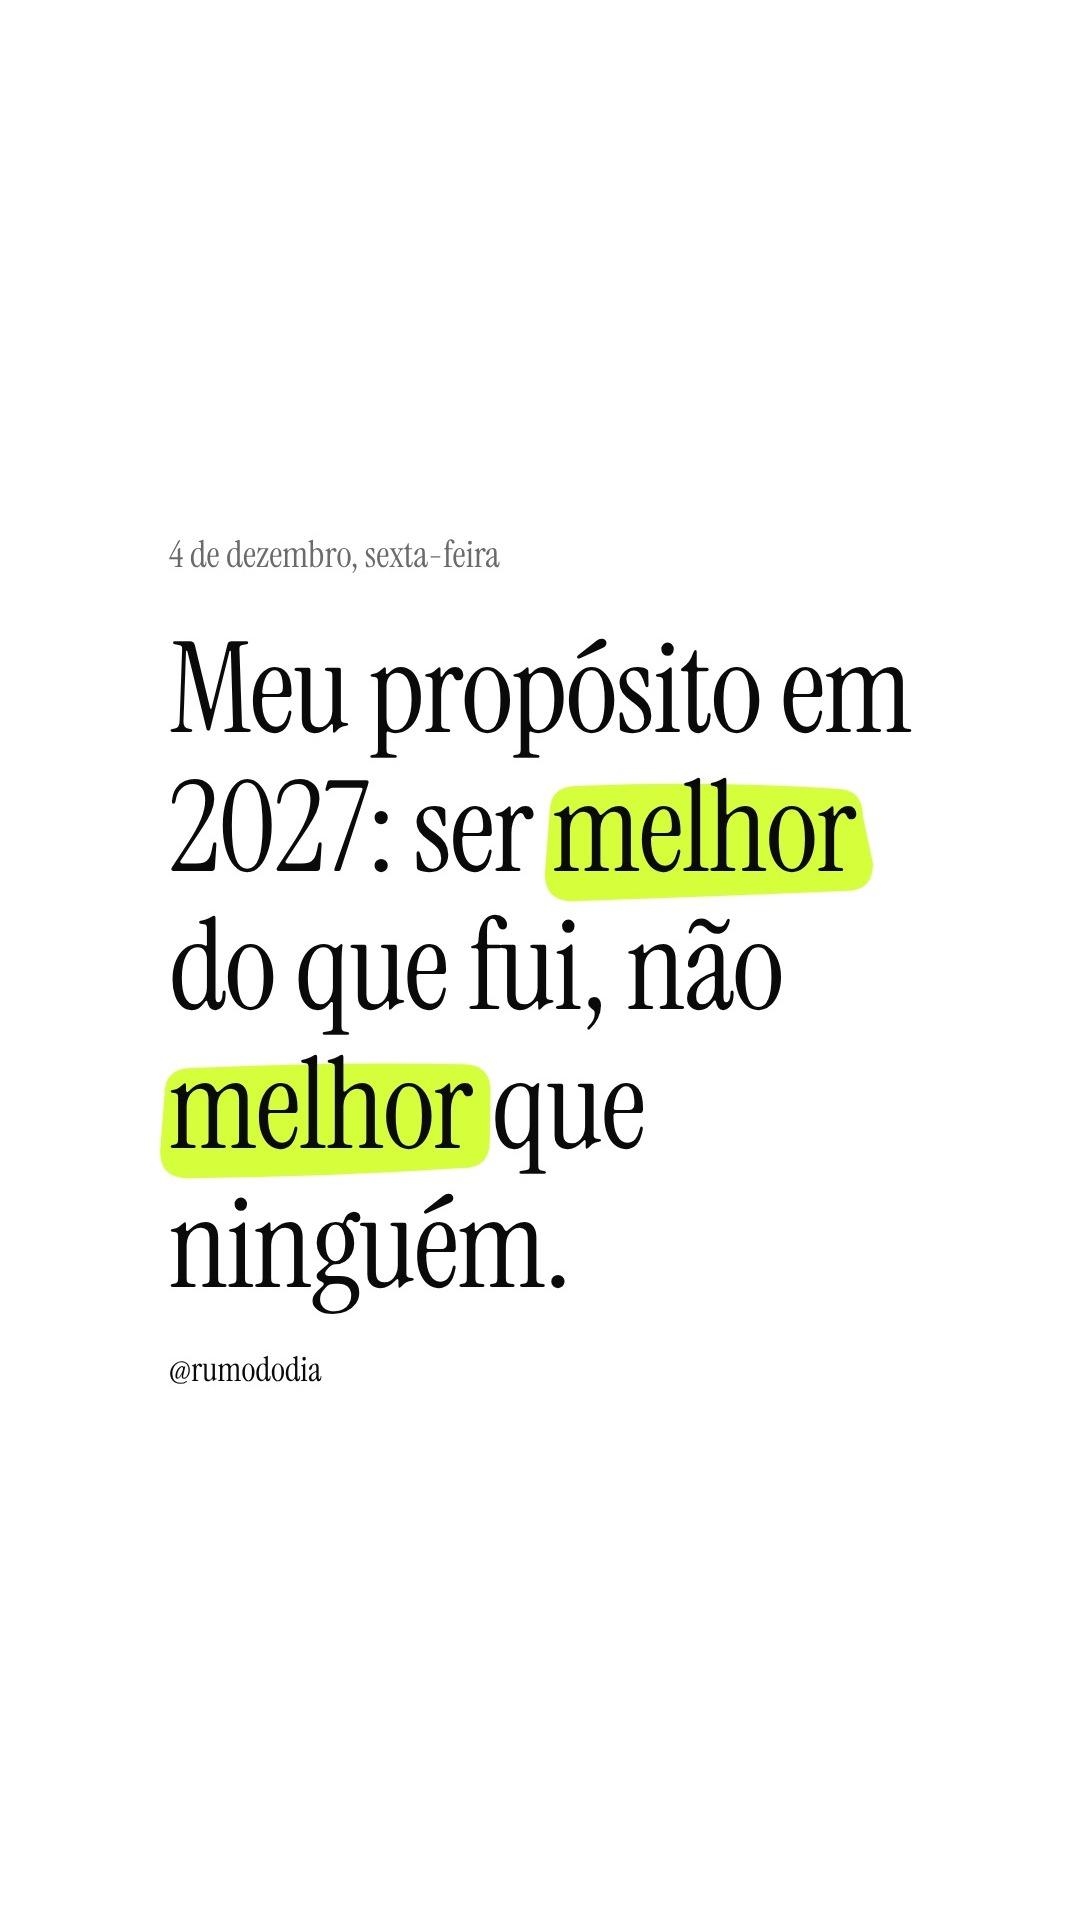 4 de dezembro, sexta-feira
Meu propósito em
2027: ser melhor
do que fui, não
melhor que
ninguém.
@rumododia